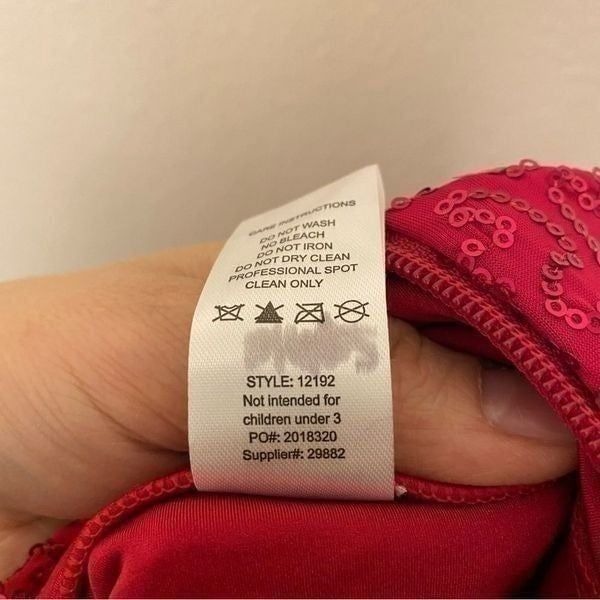 CARE INSTRUCTIONS
DO NOT WASH
NO BLEACH
DO NOT IRON
DO NOT DRY CLEAN
PROFESSIONAL SPOT
CLEAN ONLY
STYLE: 12192
Not intended for
children under 3
PO#: 2018320
Supplier#: 29882